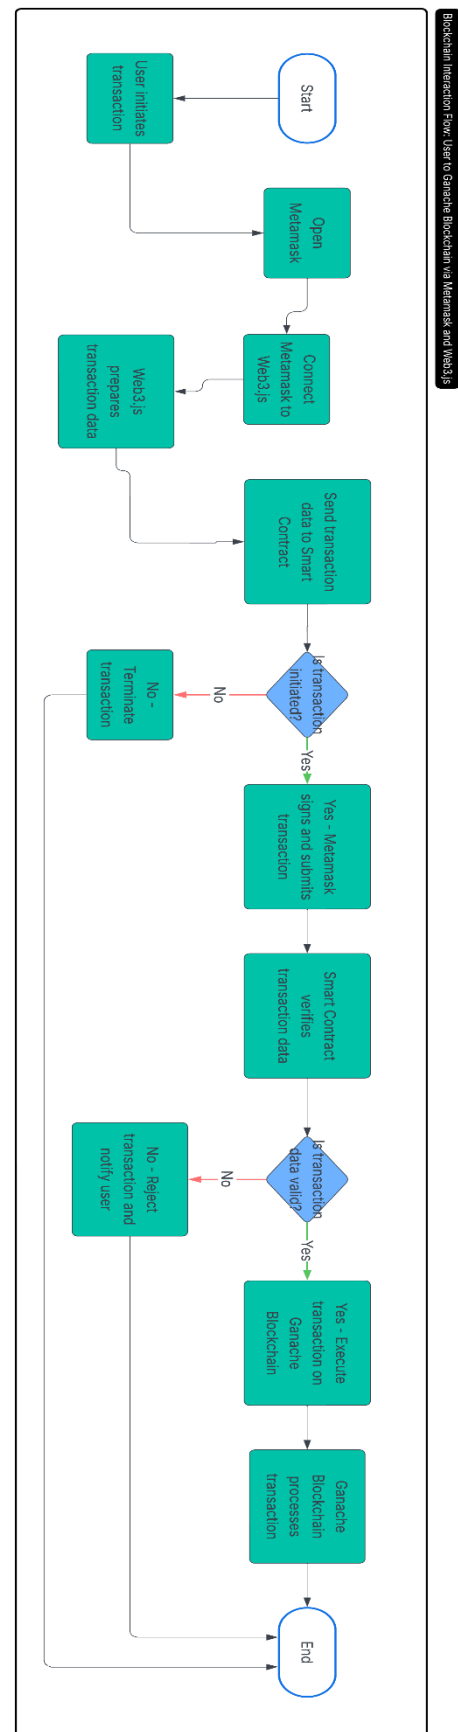 Blockchain Interaction Flow: User to Ganache Blockchain via Metamask and Web3.js
Start
User initiates
transaction
Open
Metamask
Connect
Metamask to
Web3.js
Web3.js
prepares
transaction data
Send transaction
data to Smart
Contract
Is transaction
initiated?
No
No -
Terminate
transaction
Yes
Yes - Metamask
signs and submits
transaction
Smart Contract
verifies
transaction data
Is transaction
data valid?
No
No - Reject
transaction and
notify user
Yes
Yes - Execute
transaction on
Ganache
Blockchain
Ganache
Blockchain
processes
transaction
End